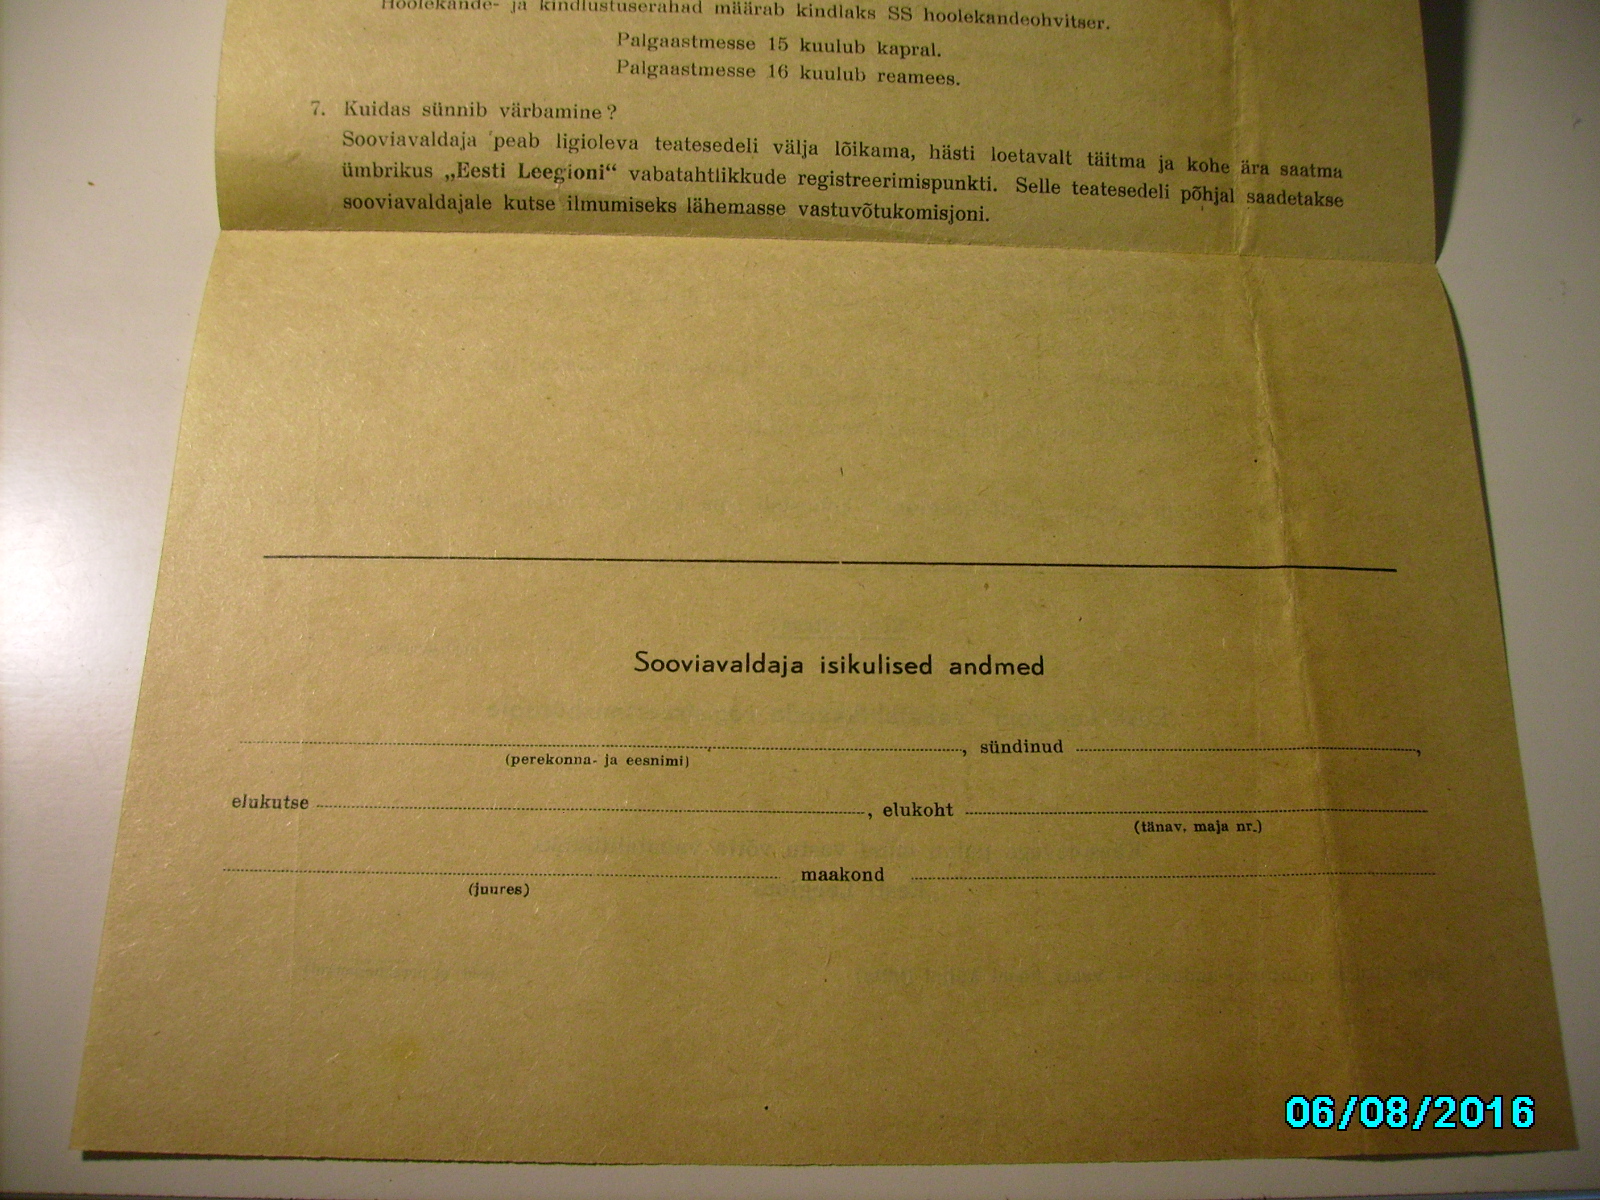 Hoolekande- ja kindlustuserahad määrab kindlaks SS hoolekandeohvitser.
Palgaastmesse 15 kuulub kapral.
Palgaastmesse 16 kuulub reamees.
7. Kuidas sünnib värbamine?
Sooviavaldaja peab ligioleva teatesedeli välja lõikama, hästi loetavalt täitma ja kohe ära saatma
ümbrikus „Eesti Leegioni“ vabatahtlikkude registreerimispunkti. Selle teatesedeli põhjal saadetakse
sooviavaldajale kutse ilmumiseks lähemasse vastuvõtukomisjoni.
Sooviavaldaja isikulised andmed
, sündinud ,
(perekonna- ja eesnimi)
elukutse , elukoht
(tänav, maja nr.)
maakond
(juures)
06/08/2016